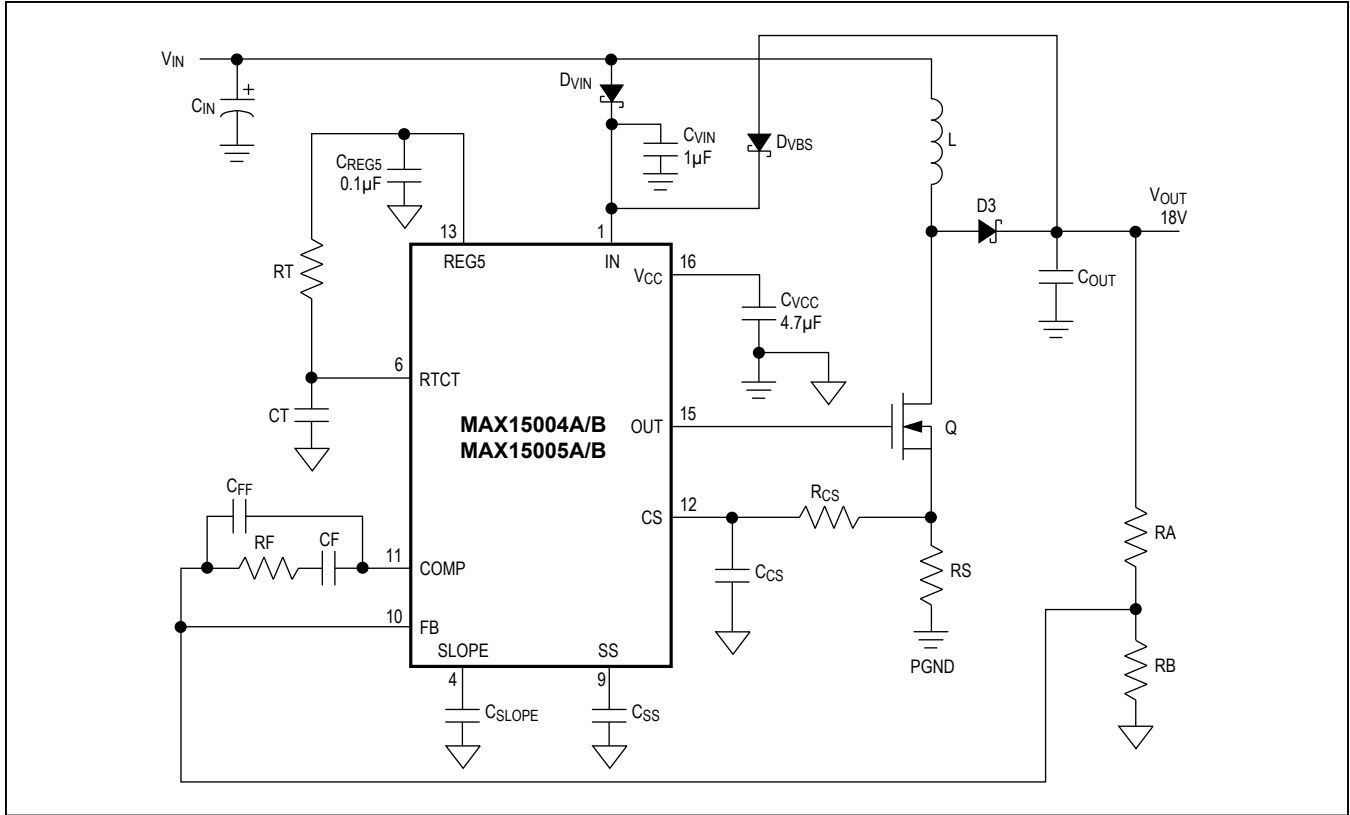 VIN
CIN
+
DVIN
CVIN
1µF
DVBS
L
CREG5
0.1µF
D3
VOUT
18V
13
1
REG5
IN
RT
VCC
16
COUT
CVCC
4.7µF
6
RTCT
CT
MAX15004A/B
MAX15005A/B
OUT
15
Q
CFF
CS
12
RCS
RA
RF
CF
11
COMP
CCS
RS
10
FB
SLOPE
SS
PGND
RB
4
9
CSLOPE
CSS